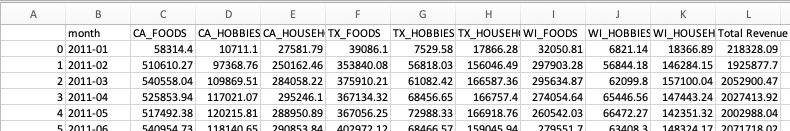 A B C D E F G H I J K L
month CA_FOODS CA_HOBBIES CA_HOUSEH TX_FOODS TX_HOBBIES TX_HOUSEH WI_FOODS WI_HOBBIES WI_HOUSEH Total Revenue
0 2011-01 58314.4 10711.1 27581.79 39086.1 7529.58 17866.28 32050.81 6821.14 18366.89 218328.09
1 2011-02 510610.27 97368.76 250162.46 353840.08 56818.03 156046.49 297903.28 56844.18 146284.15 1925877.7
2 2011-03 540558.04 109869.51 284058.22 375910.21 61082.42 166587.36 295634.87 62099.8 157100.04 2052900.47
3 2011-04 525853.94 117021.07 295246.1 367134.32 68456.65 166757.4 274054.64 65446.56 147443.24 2027413.92
4 2011-05 517492.38 120215.81 288950.89 367056.25 72988.33 166918.76 260542.03 66472.27 142351.32 2002988.04
5 2011-06 540954.73 118140.65 290853.84 402972.12 68466.57 159045.94 279551.7 63408.3 148324.17 2071718.02